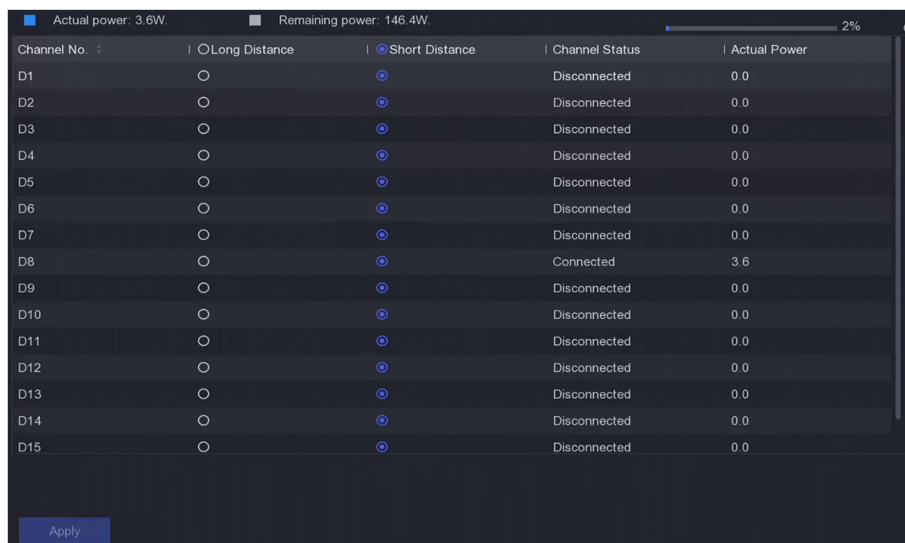 Actual power: 3.6W. Remaining power: 146.4W. 2%
Channel No. Long Distance Short Distance Channel Status Actual Power
D1 Disconnected 0.0
D2 Disconnected 0.0
D3 Disconnected 0.0
D4 Disconnected 0.0
D5 Disconnected 0.0
D6 Disconnected 0.0
D7 Disconnected 0.0
D8 Connected 3.6
D9 Disconnected 0.0
D10 Disconnected 0.0
D11 Disconnected 0.0
D12 Disconnected 0.0
D13 Disconnected 0.0
D14 Disconnected 0.0
D15 Disconnected 0.0
Apply